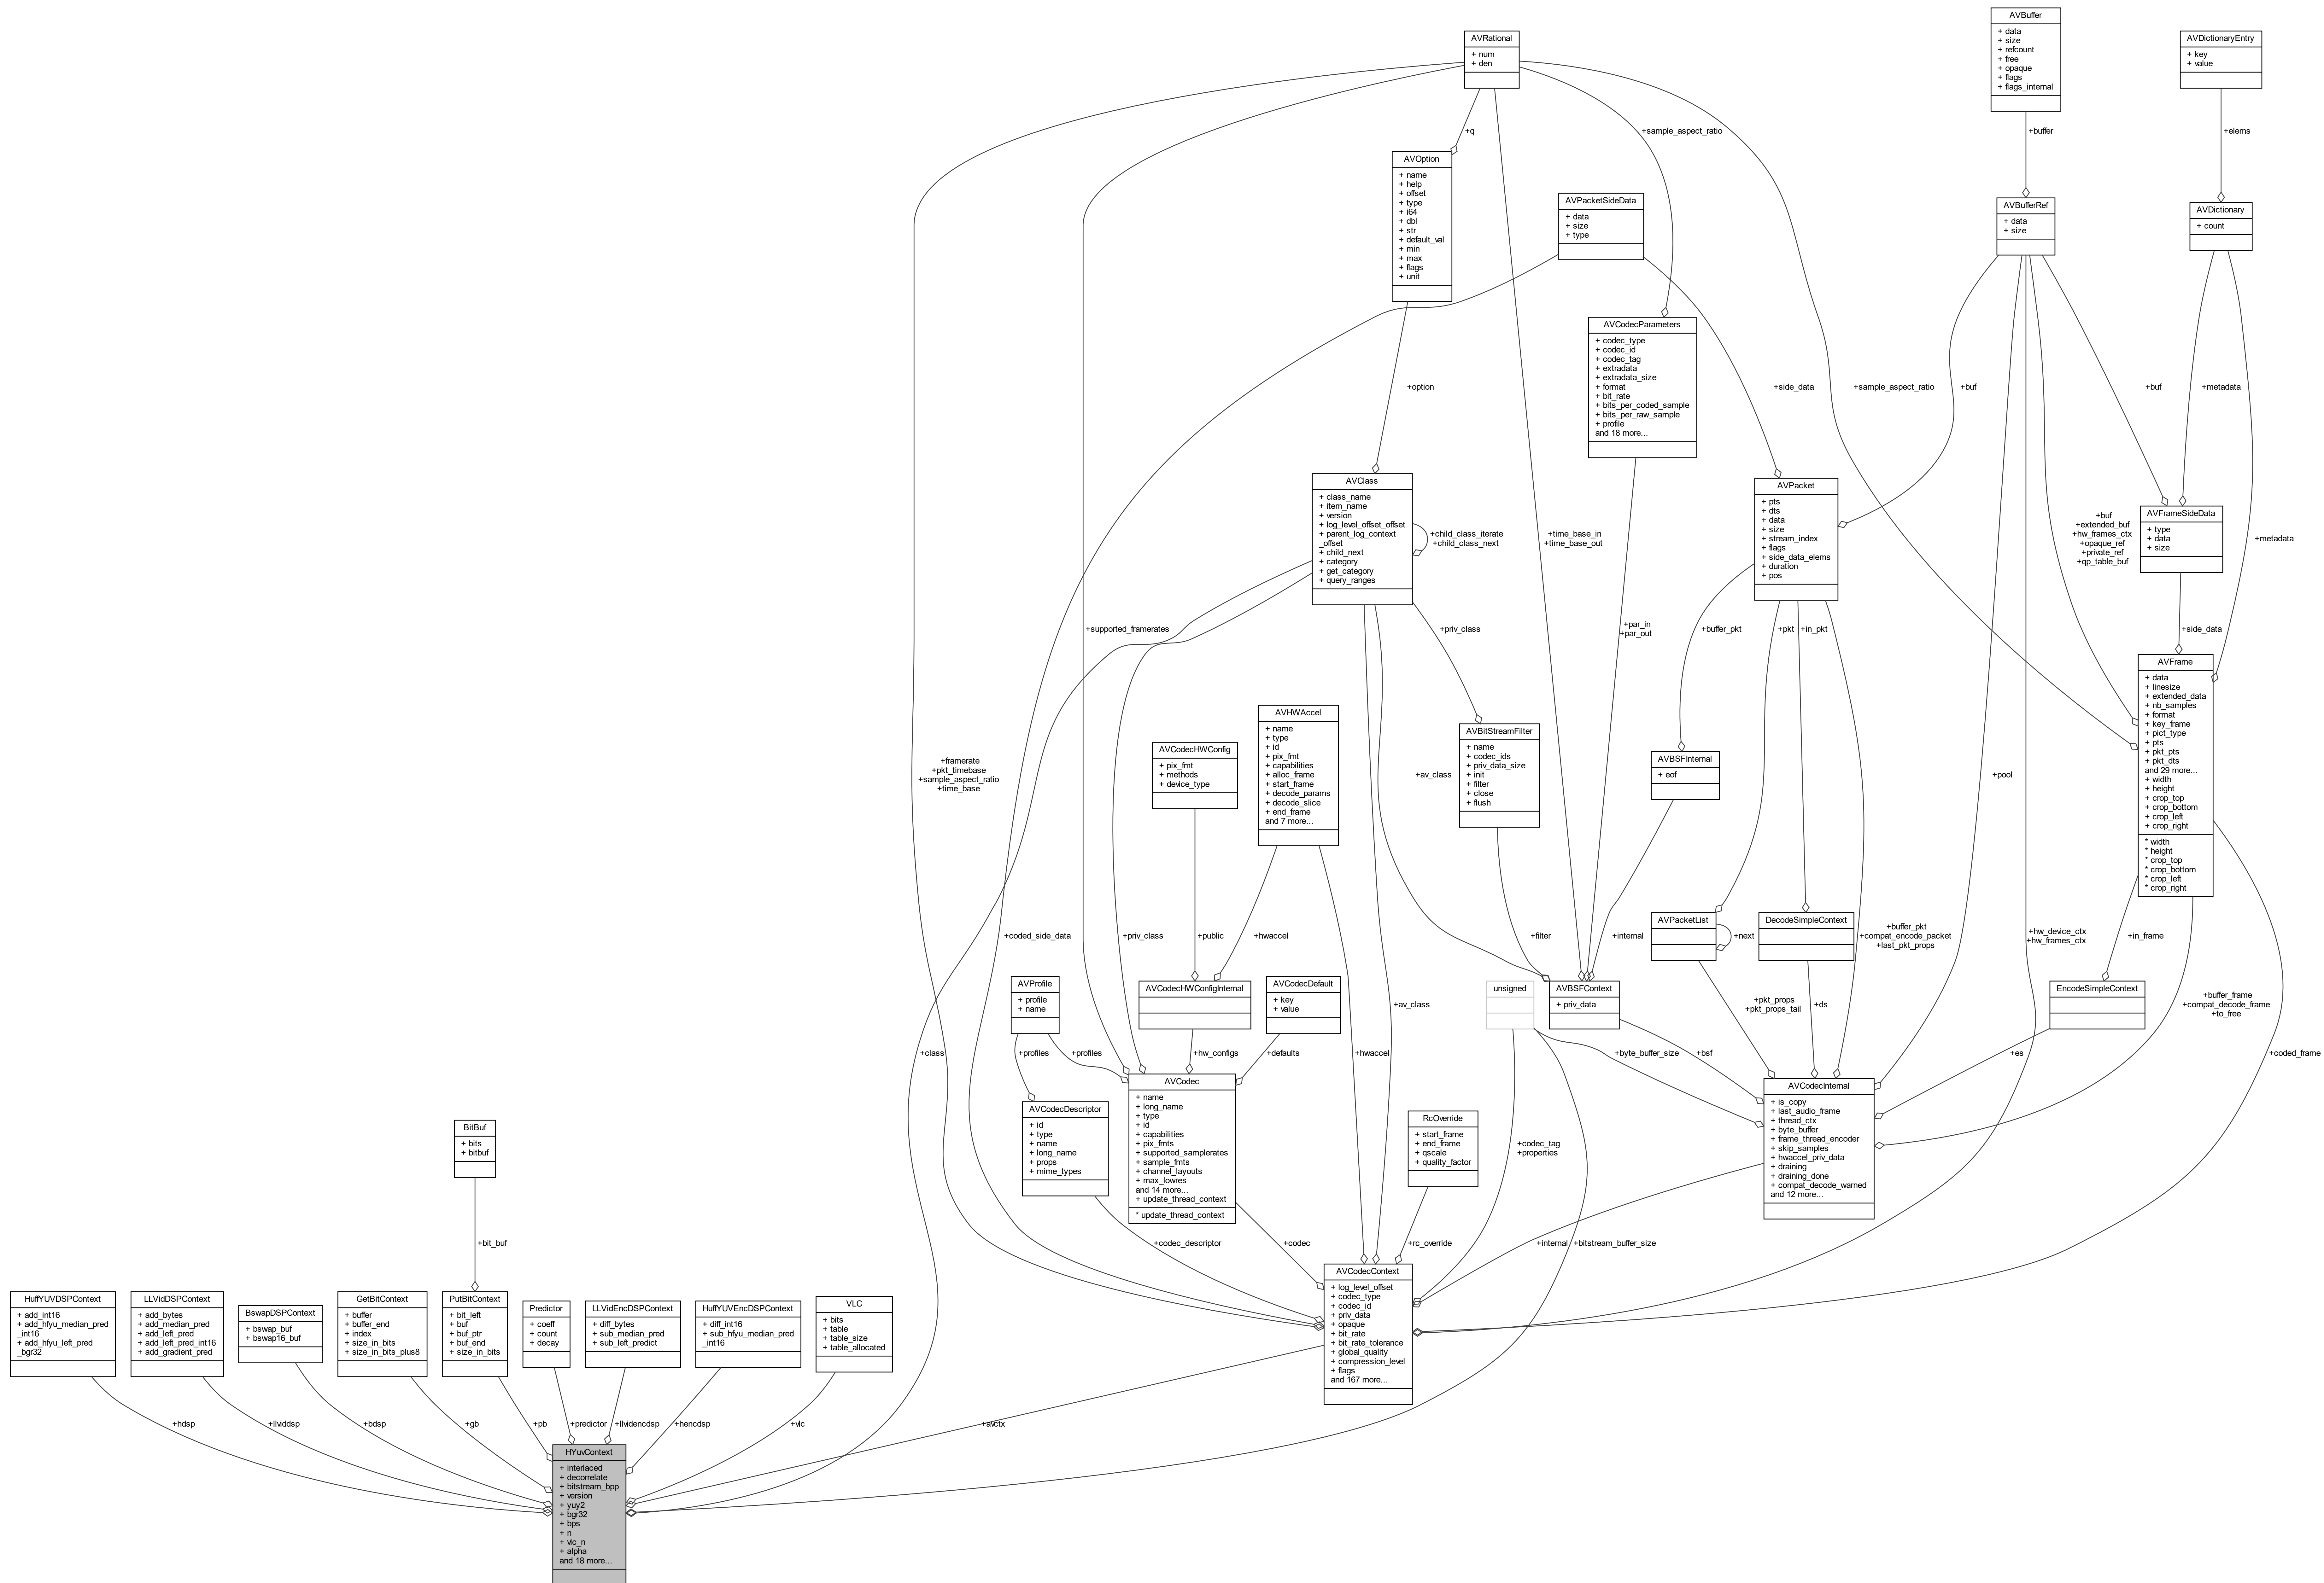 AVBuffer
+ data
+ size
+ refcount
+ free
+ opaque
+ flags
+ flags_internal
AVRational
+ num
+ den
AVDictionaryEntry
+ key
+ value
+q
+sample_aspect_ratio
+buffer
+elems
AVOption
+ name
+ help
+ offset
+ type
+ i64
+ dbl
+ str
+ default_val
+ min
+ max
+ flags
+ unit
AVPacketSideData
+ data
+ size
+ type
AVBufferRef
+ data
+ size
AVDictionary
+ count
AVCodecParameters
+ codec_type
+ codec_id
+ codec_tag
+ extradata
+ extradata_size
+ format
+ bit_rate
+ bits_per_coded_sample
+ bits_per_raw_sample
+ profile
and 18 more...
+option
+side_data
+sample_aspect_ratio
+buf
+buf
+metadata
AVClass
+ class_name
+ item_name
+ version
+ log_level_offset_offset
+ parent_log_context
_offset
+ child_next
+ category
+ get_category
+ query_ranges
+child_class_iterate
+child_class_next
+time_base_in
+time_base_out
AVPacket
+ pts
+ dts
+ data
+ size
+ stream_index
+ flags
+ side_data_elems
+ duration
+ pos
+buf
+extended_buf
+hw_frames_ctx
+opaque_ref
+private_ref
+qp_table_buf
AVFrameSideData
+ type
+ data
+ size
+metadata
+supported_framerates
+priv_class
+par_in
+par_out
+buffer_pkt
+pkt
+in_pkt
+side_data
AVFrame
+ data
+ linesize
+ extended_data
+ nb_samples
+ format
+ key_frame
+ pict_type
+ pts
+ pkt_pts
+ pkt_dts
and 29 more...
+ width
+ height
+ crop_top
+ crop_bottom
+ crop_left
+ crop_right
* width
* height
* crop_top
* crop_bottom
* crop_left
* crop_right
+framerate
+pkt_timebase
+sample_aspect_ratio
+time_base
AVCodecHWConfig
+ pix_fmt
+ methods
+ device_type
AVHWAccel
+ name
+ type
+ id
+ pix_fmt
+ capabilities
+ alloc_frame
+ start_frame
+ decode_params
+ decode_slice
+ end_frame
and 7 more...
+av_class
AVBitStreamFilter
+ name
+ codec_ids
+ priv_data_size
+ init
+ filter
+ close
+ flush
AVBSFInternal
+ eof
+pool
+coded_side_data
+priv_class
+public
+hwaccel
+filter
+internal
AVPacketList
+next
DecodeSimpleContext
+buffer_pkt
+compat_encode_packet
+last_pkt_props
+hw_device_ctx
+hw_frames_ctx
+in_frame
AVProfile
+ profile
+ name
AVCodecHWConfigInternal
AVCodecDefault
+ key
+ value
+av_class
unsigned
AVBSFContext
+ priv_data
+pkt_props
+pkt_props_tail
+ds
EncodeSimpleContext
+buffer_frame
+compat_decode_frame
+to_free
+class
+profiles
+profiles
+hw_configs
+defaults
+hwaccel
+byte_buffer_size
+bsf
+es
+coded_frame
AVCodecDescriptor
+ id
+ type
+ name
+ long_name
+ props
+ mime_types
AVCodec
+ name
+ long_name
+ type
+ id
+ capabilities
+ pix_fmts
+ supported_samplerates
+ sample_fmts
+ channel_layouts
+ max_lowres
and 14 more...
+ update_thread_context
* update_thread_context
RcOverride
+ start_frame
+ end_frame
+ qscale
+ quality_factor
+codec_tag
+properties
AVCodecInternal
+ is_copy
+ last_audio_frame
+ thread_ctx
+ byte_buffer
+ frame_thread_encoder
+ skip_samples
+ hwaccel_priv_data
+ draining
+ draining_done
+ compat_decode_warned
and 12 more...
BitBuf
+ bits
+ bitbuf
+bit_buf
+codec_descriptor
+codec
+rc_override
+internal
+bitstream_buffer_size
HuffYUVDSPContext
+ add_int16
+ add_hfyu_median_pred
_int16
+ add_hfyu_left_pred
_bgr32
LLVidDSPContext
+ add_bytes
+ add_median_pred
+ add_left_pred
+ add_left_pred_int16
+ add_gradient_pred
BswapDSPContext
+ bswap_buf
+ bswap16_buf
GetBitContext
+ buffer
+ buffer_end
+ index
+ size_in_bits
+ size_in_bits_plus8
PutBitContext
+ bit_left
+ buf
+ buf_ptr
+ buf_end
+ size_in_bits
Predictor
+ coeff
+ count
+ decay
LLVidEncDSPContext
+ diff_bytes
+ sub_median_pred
+ sub_left_predict
HuffYUVEncDSPContext
+ diff_int16
+ sub_hfyu_median_pred
_int16
VLC
+ bits
+ table
+ table_size
+ table_allocated
AVCodecContext
+ log_level_offset
+ codec_type
+ codec_id
+ priv_data
+ opaque
+ bit_rate
+ bit_rate_tolerance
+ global_quality
+ compression_level
+ flags
and 167 more...
+hdsp
+llviddsp
+bdsp
+gb
+pb
+predictor
+llvidencdsp
+hencdsp
+vlc
+avctx
HYuvContext
+ interlaced
+ decorrelate
+ bitstream_bpp
+ version
+ yuy2
+ bgr32
+ bps
+ n
+ vlc_n
+ alpha
and 18 more...